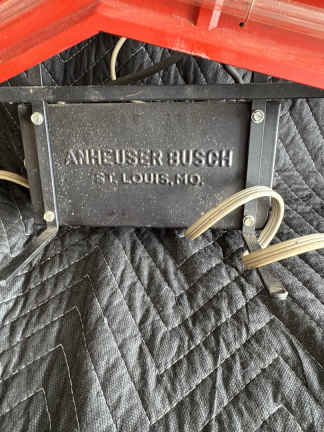 ANHEUSER BUSCH
ST. LOUIS, MO.